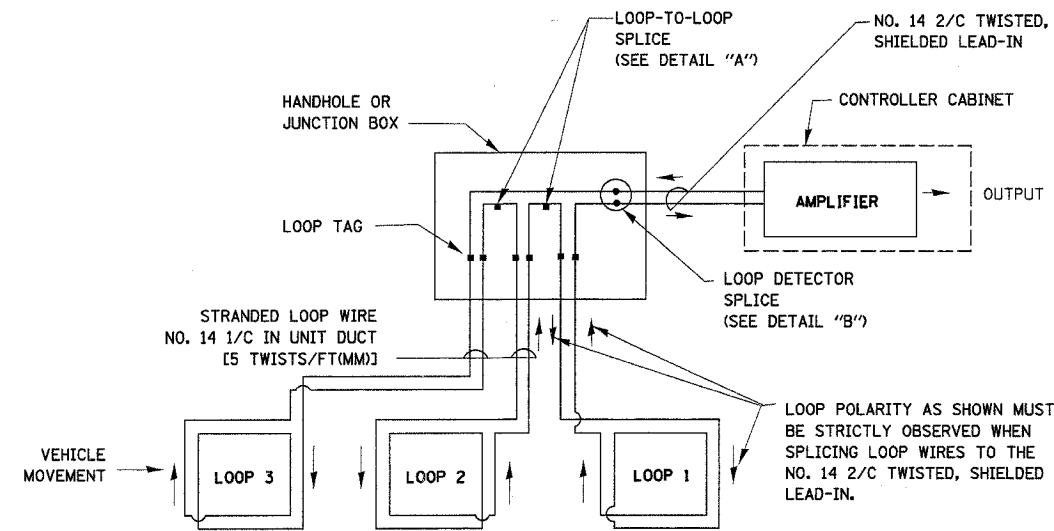 LOOP-TO-LOOP
SPLICE
(SEE DETAIL "A")
NO. 14 2/C TWISTED,
SHIELDED LEAD-IN
HANDHOLE OR
JUNCTION BOX
CONTROLLER CABINET
AMPLIFIER
OUTPUT
LOOP TAG
LOOP DETECTOR
SPLICE
(SEE DETAIL "B")
STRANDED LOOP WIRE
NO. 14 1/C IN UNIT DUCT
[5 TWISTS/FT(MM)]
LOOP POLARITY AS SHOWN MUST
BE STRICTLY OBSERVED WHEN
SPLICING LOOP WIRES TO THE
NO. 14 2/C TWISTED, SHIELDED
LEAD-IN.
VEHICLE
MOVEMENT
LOOP 3
LOOP 2
LOOP 1